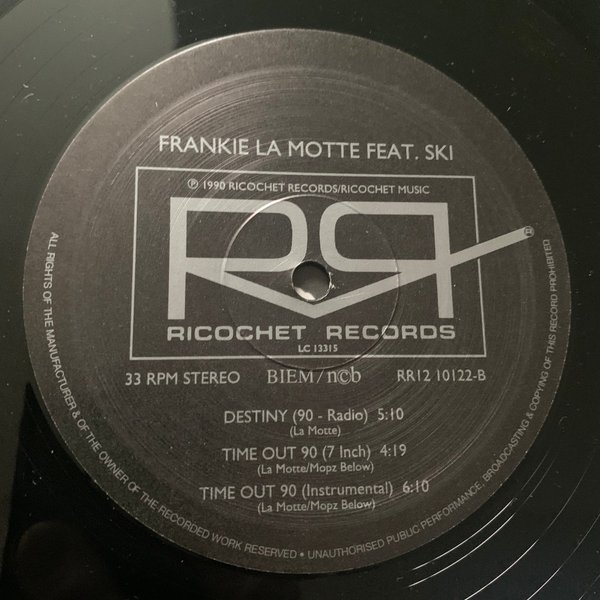 FRANKIE LA MOTTE FEAT. SKI
℗ 1990 RICOCHET RECORDS/RICOCHET MUSIC
RR
RICOCHET RECORDS
LC 13315
33 RPM STEREO BIEM/n©b RR12 10122-B
DESTINY (90 - Radio) 5:10
(La Motte)
TIME OUT 90 (7 Inch) 4:19
(La Motte/Mopz Below)
TIME OUT 90 (Instrumental) 6:10
(La Motte/Mopz Below)
ALL RIGHTS OF THE MANUFACTURER & OF THE OWNER OF THE RECORDED WORK RESERVED • UNAUTHORISED PUBLIC PERFORMANCE, BROADCASTING & COPYING OF THIS RECORD PROHIBITED